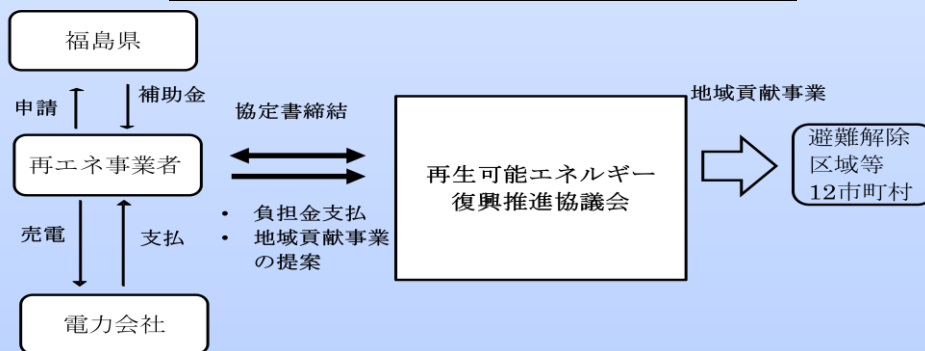 福島県
申請
補助金
再エネ事業者
売電
支払
電力会社
協定書締結
・ 負担金支払
・ 地域貢献事業
の提案
再生可能エネルギー
復興推進協議会
地域貢献事業
避難解除
区域等
12市町村